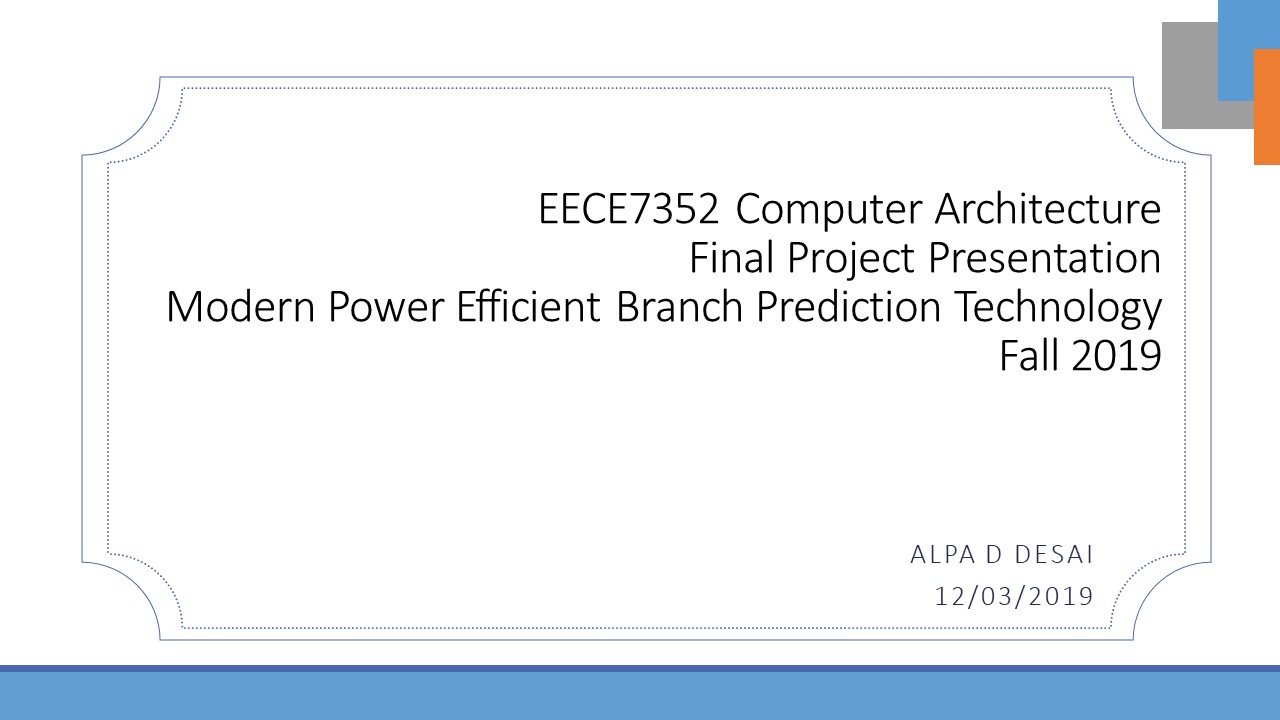 EECE7352 Computer Architecture
Final Project Presentation
Modern Power Efficient Branch Prediction Technology
Fall 2019
ALPA D DESAI
12/03/2019